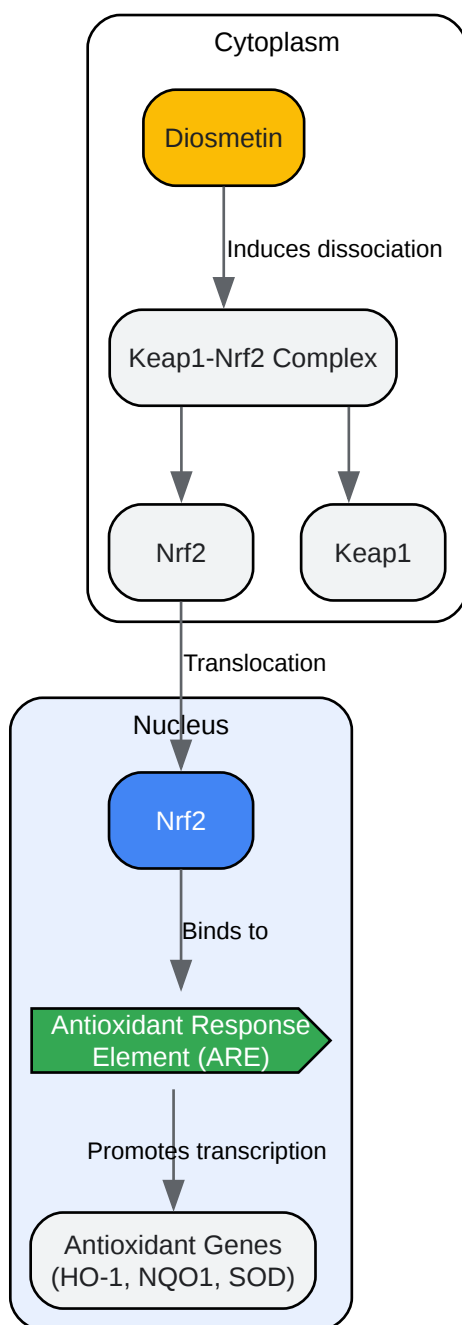 Cytoplasm
Diosmetin
Induces dissociation
Keap1-Nrf2 Complex
Nrf2
Keap1
Translocation
Nucleus
Nrf2
Binds to
Antioxidant Response
Element (ARE)
Promotes transcription
Antioxidant Genes
(HO-1, NQO1, SOD)